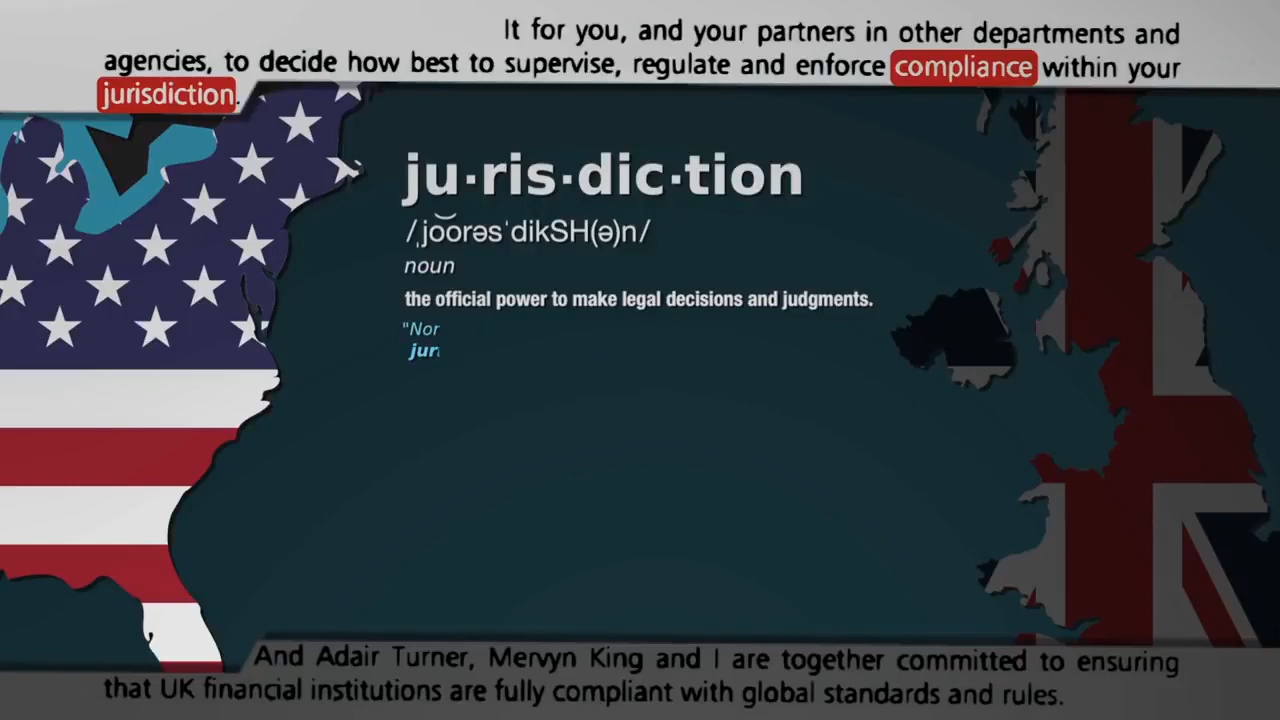 It for you, and your partners in other departments and
agencies, to decide how best to supervise, regulate and enforce compliance within your
jurisdiction.
ju·ris·dic·tion
/ˌjo͝orəsˈdikSH(ə)n/
noun
the official power to make legal decisions and judgments.
"Nor
jur
And Adair Turner, Mervyn King and I are together committed to ensuring
that UK financial institutions are fully compliant with global standards and rules.